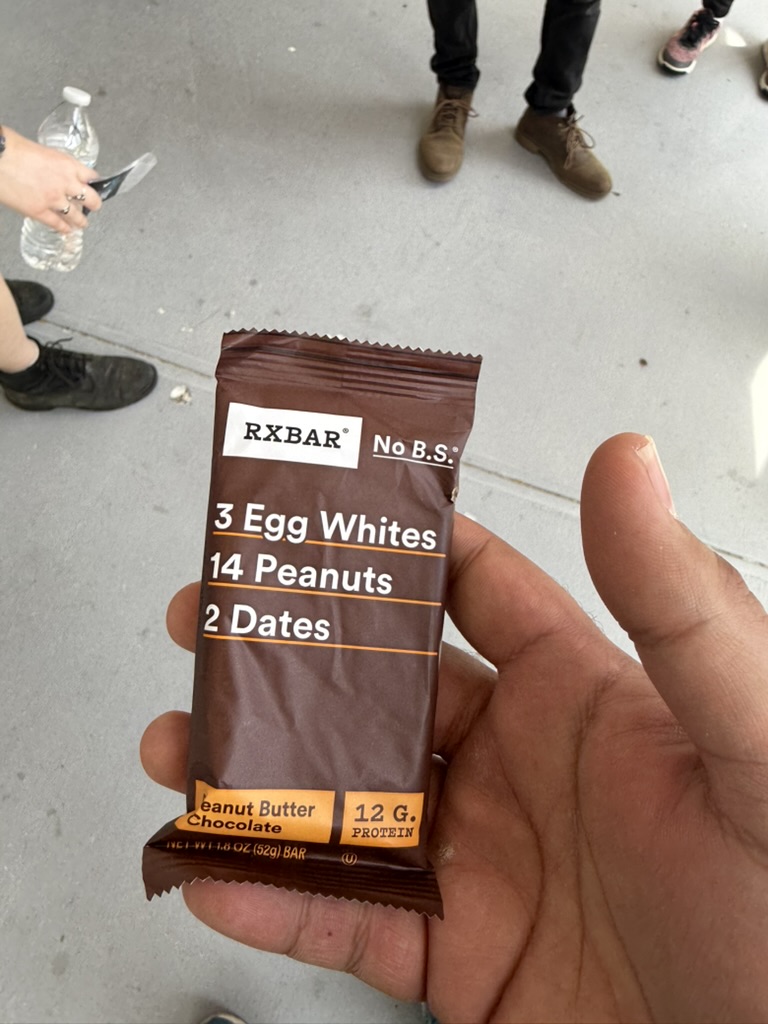 RXBAR®
No B.S.®
3 Egg Whites
14 Peanuts
2 Dates
eanut Butter
Chocolate
12 G.
PROTEIN
NET WT 1.8 OZ (52g) BAR
U